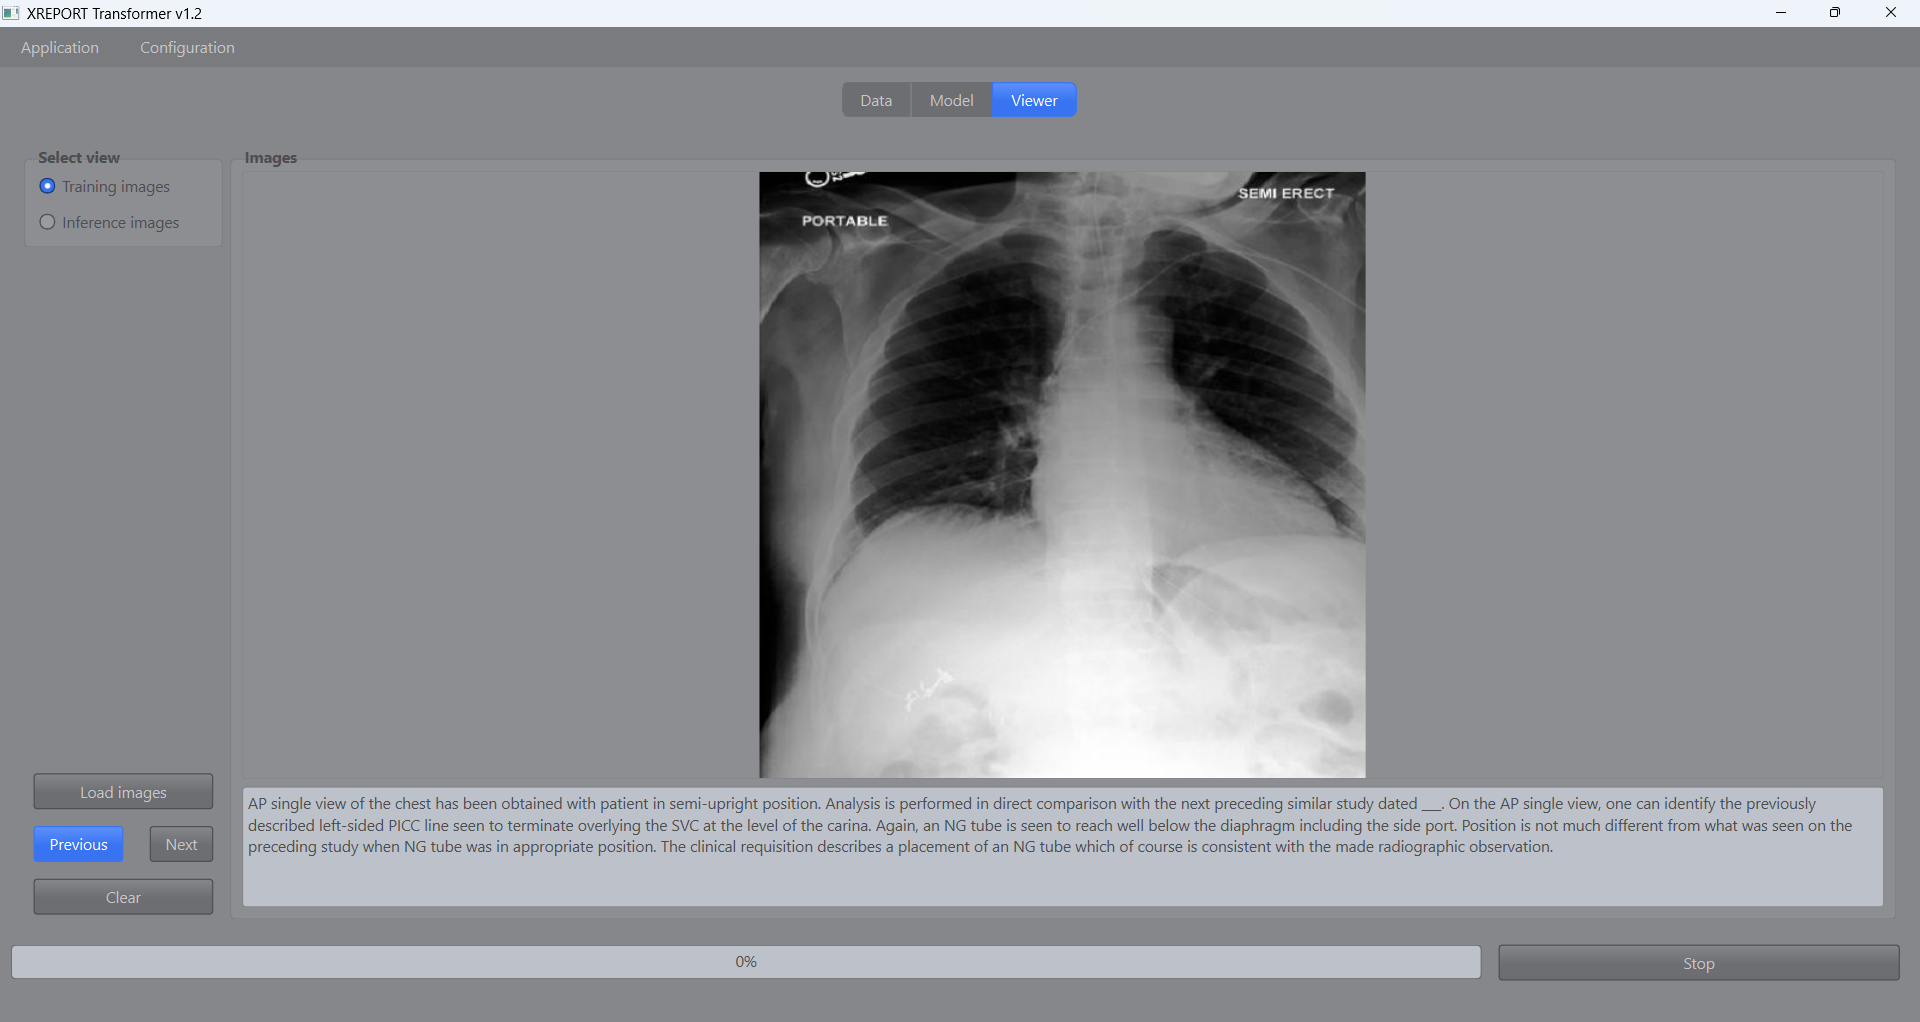 XREPORT Transformer v1.2
Application Configuration
Data Model Viewer
Select view
Training images
Inference images
Images
PORTABLE
SEMI ERECT
AP single view of the chest has been obtained with patient in semi-upright position. Analysis is performed in direct comparison with the next preceding similar study dated ___. On the AP single view, one can identify the previously
described left-sided PICC line seen to terminate overlying the SVC at the level of the carina. Again, an NG tube is seen to reach well below the diaphragm including the side port. Position is not much different from what was seen on the
preceding study when NG tube was in appropriate position. The clinical requisition describes a placement of an NG tube which of course is consistent with the made radiographic observation.
Load images
Previous Next
Clear
0%
Stop